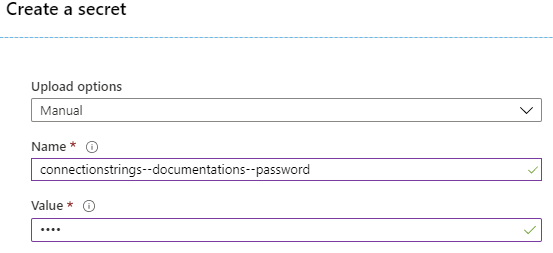 Create a secret
Upload options
Manual
Name *
connectionstrings--documentations--password
Value *
••••